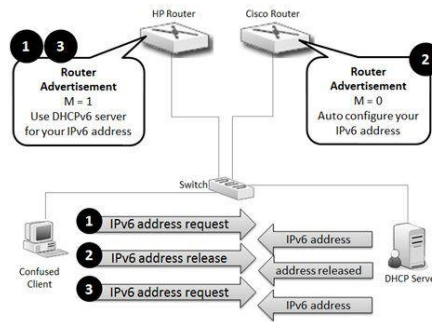 HP Router
Cisco Router
1 3
2
Router
Advertisement
M = 1
Use DHCPv6 server
for your IPv6 address
Router
Advertisement
M = 0
Auto configure your
IPv6 address
Switch
1 IPv6 address request
IPv6 address
2 IPv6 address release
address released
3 IPv6 address request
IPv6 address
Confused
Client
DHCP Serve